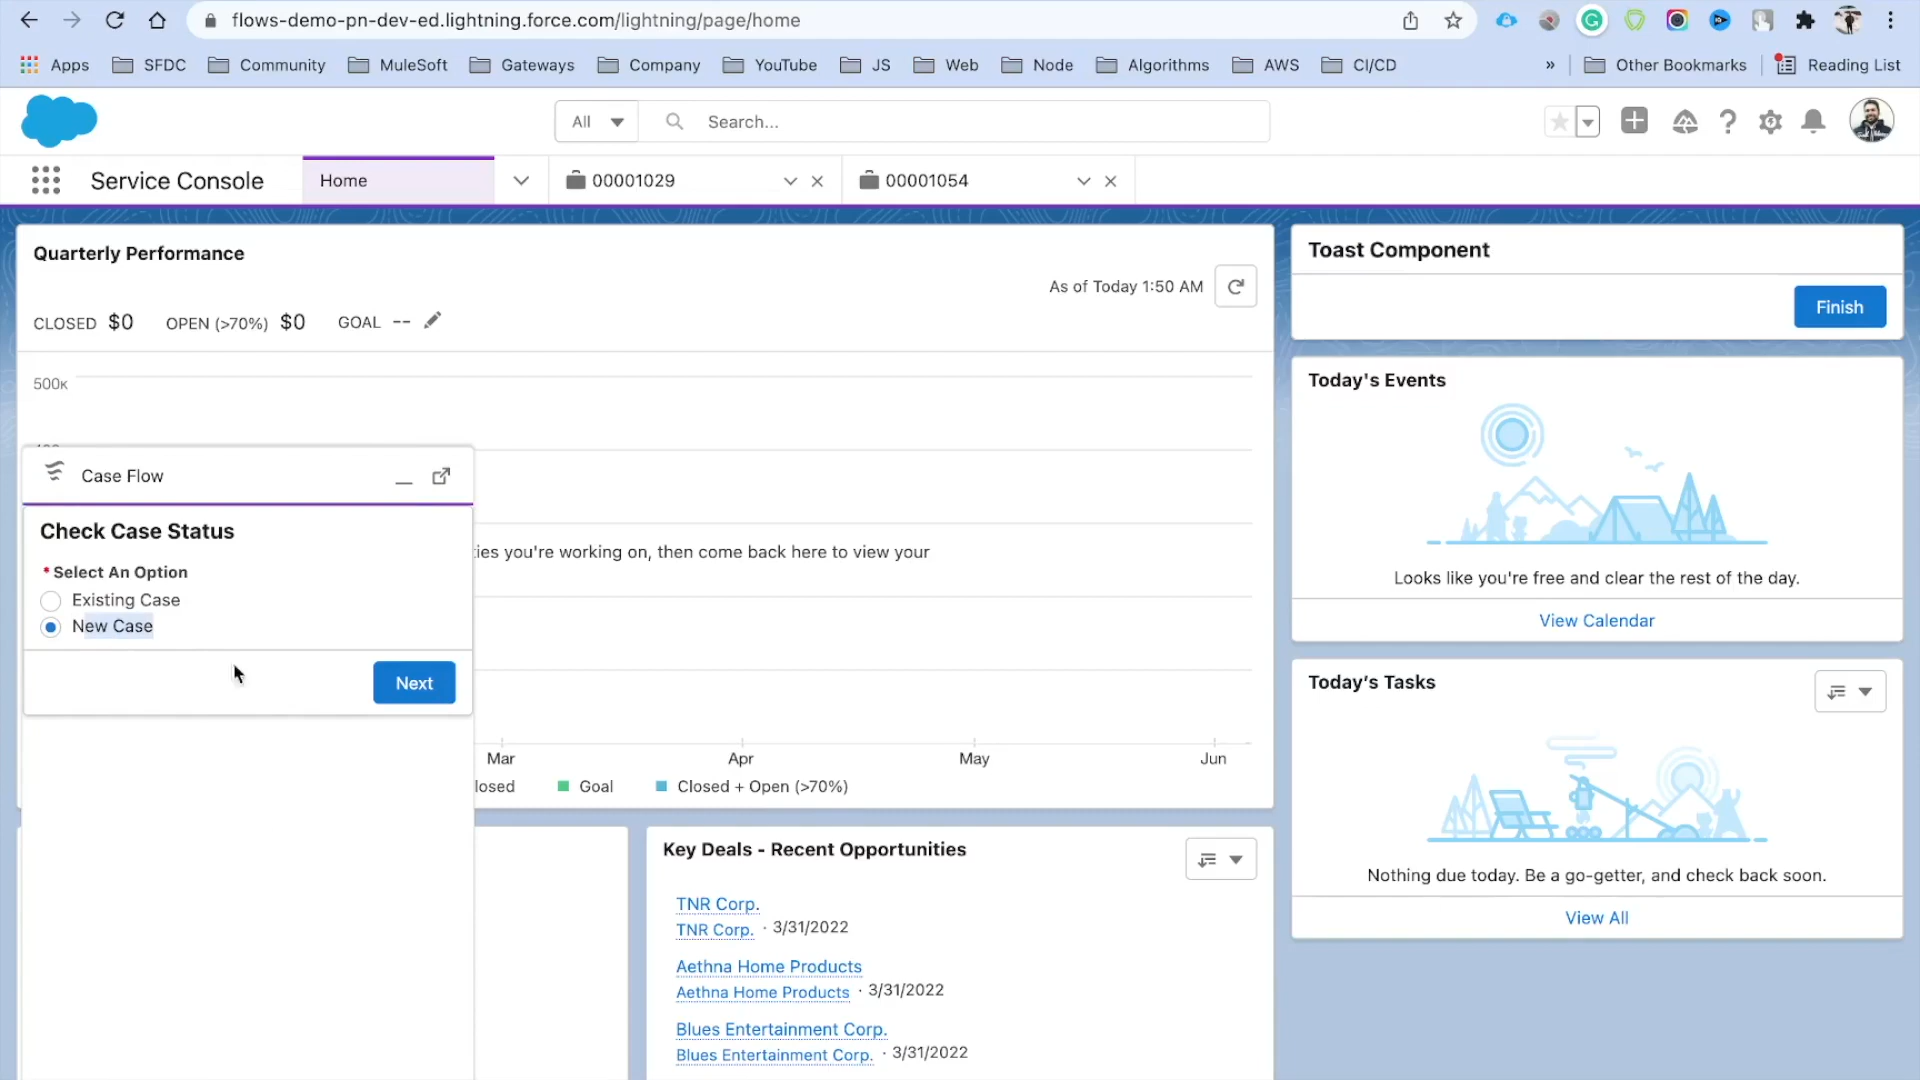 flows-demo-pn-dev-ed.lightning.force.com/lightning/page/home
Apps SFDC Community MuleSoft Gateways Company YouTube JS Web Node Algorithms AWS CI/CD » Other Bookmarks Reading List
All Search...
Service Console Home 00001029 00001054
Quarterly Performance
As of Today 1:50 AM
CLOSED $0 OPEN (>70%) $0 GOAL --
500K
Case Flow
Check Case Status
*Select An Option
Existing Case
New Case
Next
ties you're working on, then come back here to view your
Mar Apr May Jun
losed Goal Closed + Open (>70%)
Key Deals - Recent Opportunities
TNR Corp.
TNR Corp. · 3/31/2022
Aethna Home Products
Aethna Home Products · 3/31/2022
Blues Entertainment Corp.
Blues Entertainment Corp. · 3/31/2022
Toast Component
Finish
Today's Events
Looks like you're free and clear the rest of the day.
View Calendar
Today's Tasks
Nothing due today. Be a go-getter, and check back soon.
View All